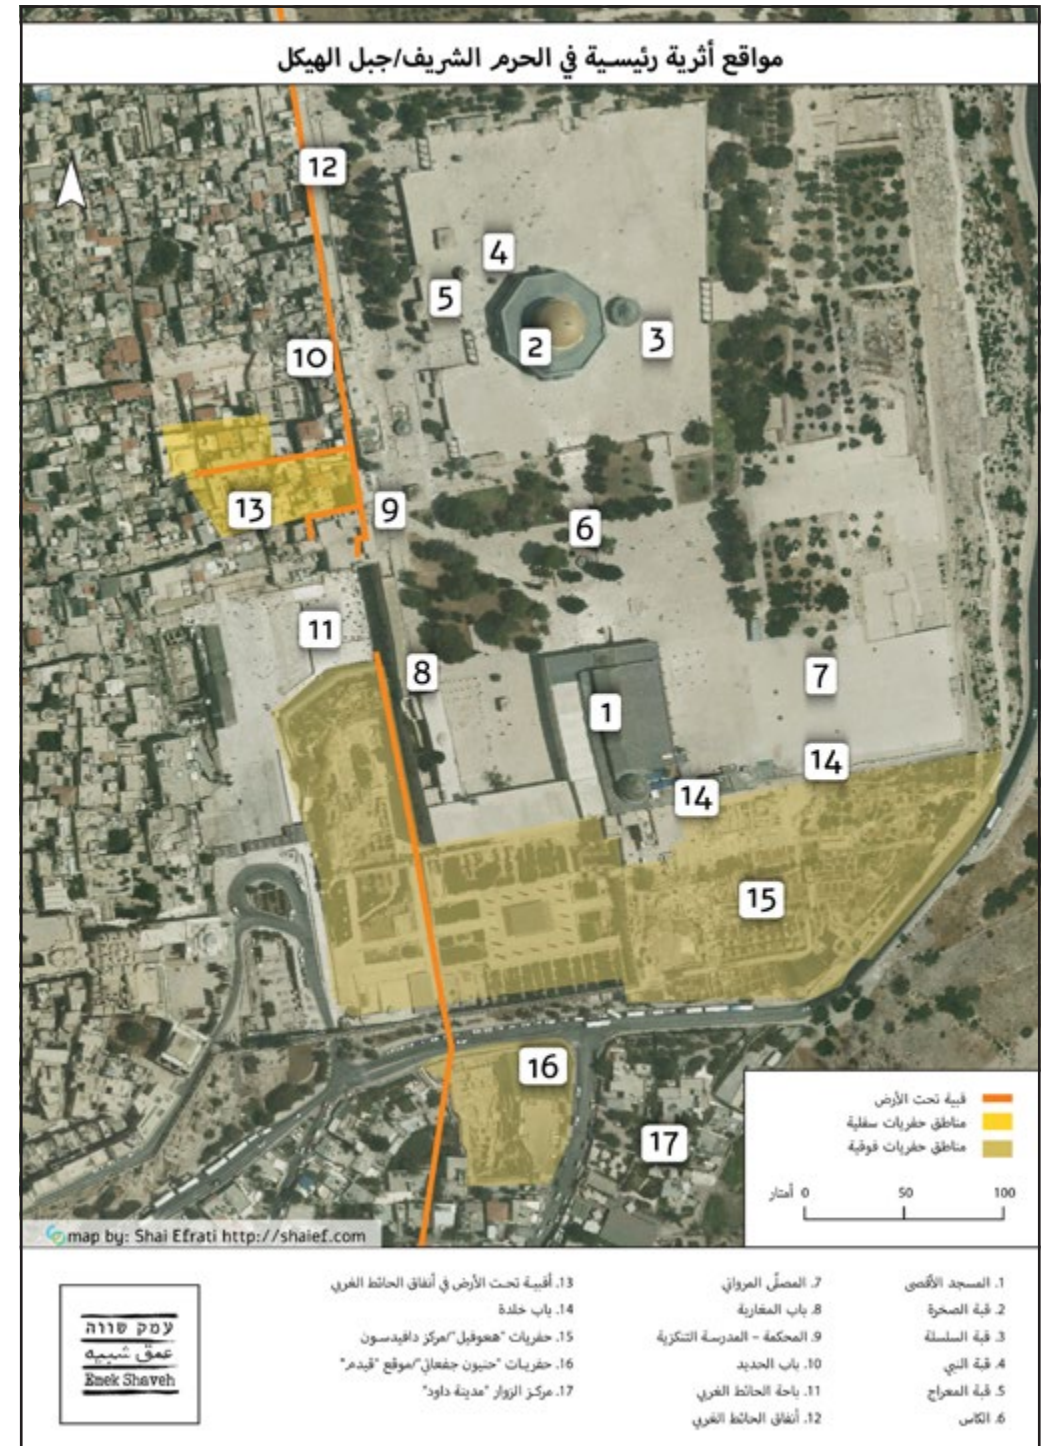 مواقع أثرية رئيسية في الحرم الشريف/جبل الهيكل
12
4
5
3
2
10
13
9
6
11
8
7
1
14
14
15
16
17
قبية تحت الأرض
مناطق حفريات سفلية
مناطق حفريات فوقية
أمتار 0 50 100
map by: Shai Efrati http://shaief.com
1. المسجد الأقصى
2. قبة الصخرة
3. قبة السلسلة
4. قبة النبي
5. قبة المعراج
6. الكاس
7. المصلّى المرواني
8. باب المغاربة
9. المحكمة – المدرسة التنكزية
10. باب الحديد
11. باحة الحائط الغربي
12. أنفاق الحائط الغربي
13. أقبية تحت الأرض في أنفاق الحائط الغربي
14. باب خلدة
15. حفريات "هعوفيل"/مركز دافيدسون
16. حفريات "حنيون جفعاتي"/موقع "قيدم"
17. مركز الزوار "مدينة داود"
עמק שווה
عمق شبيه
Emek Shaveh